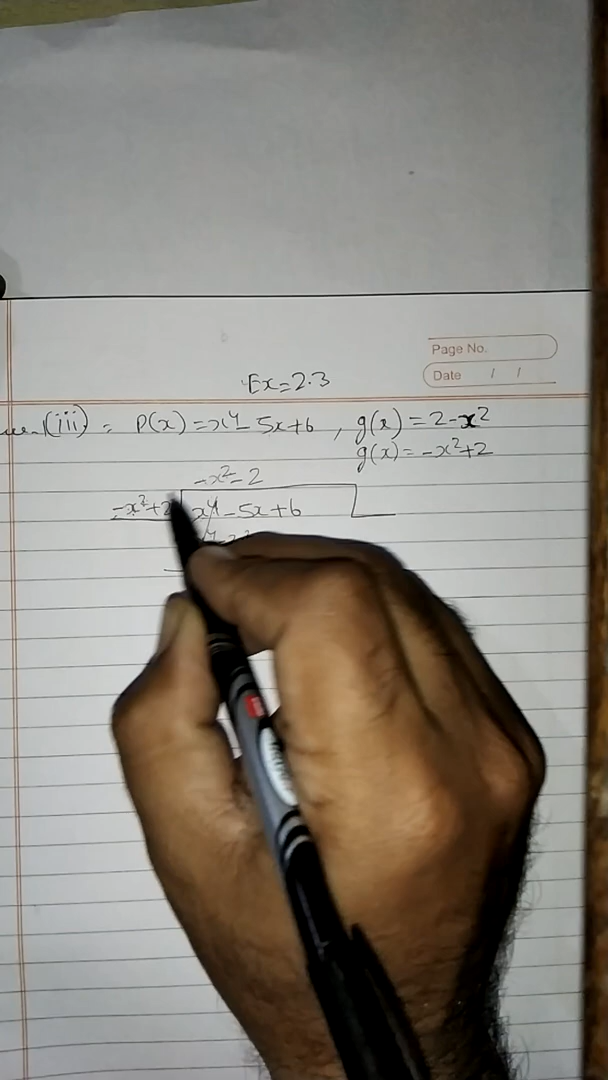 Page No.
Date / /
Ex=2.3
(iii) = P(x)=x⁴-5x+6, g(x)=2-x²
g(x)=-x²+2
-x²-2
-x²+2 x⁴-5x+6